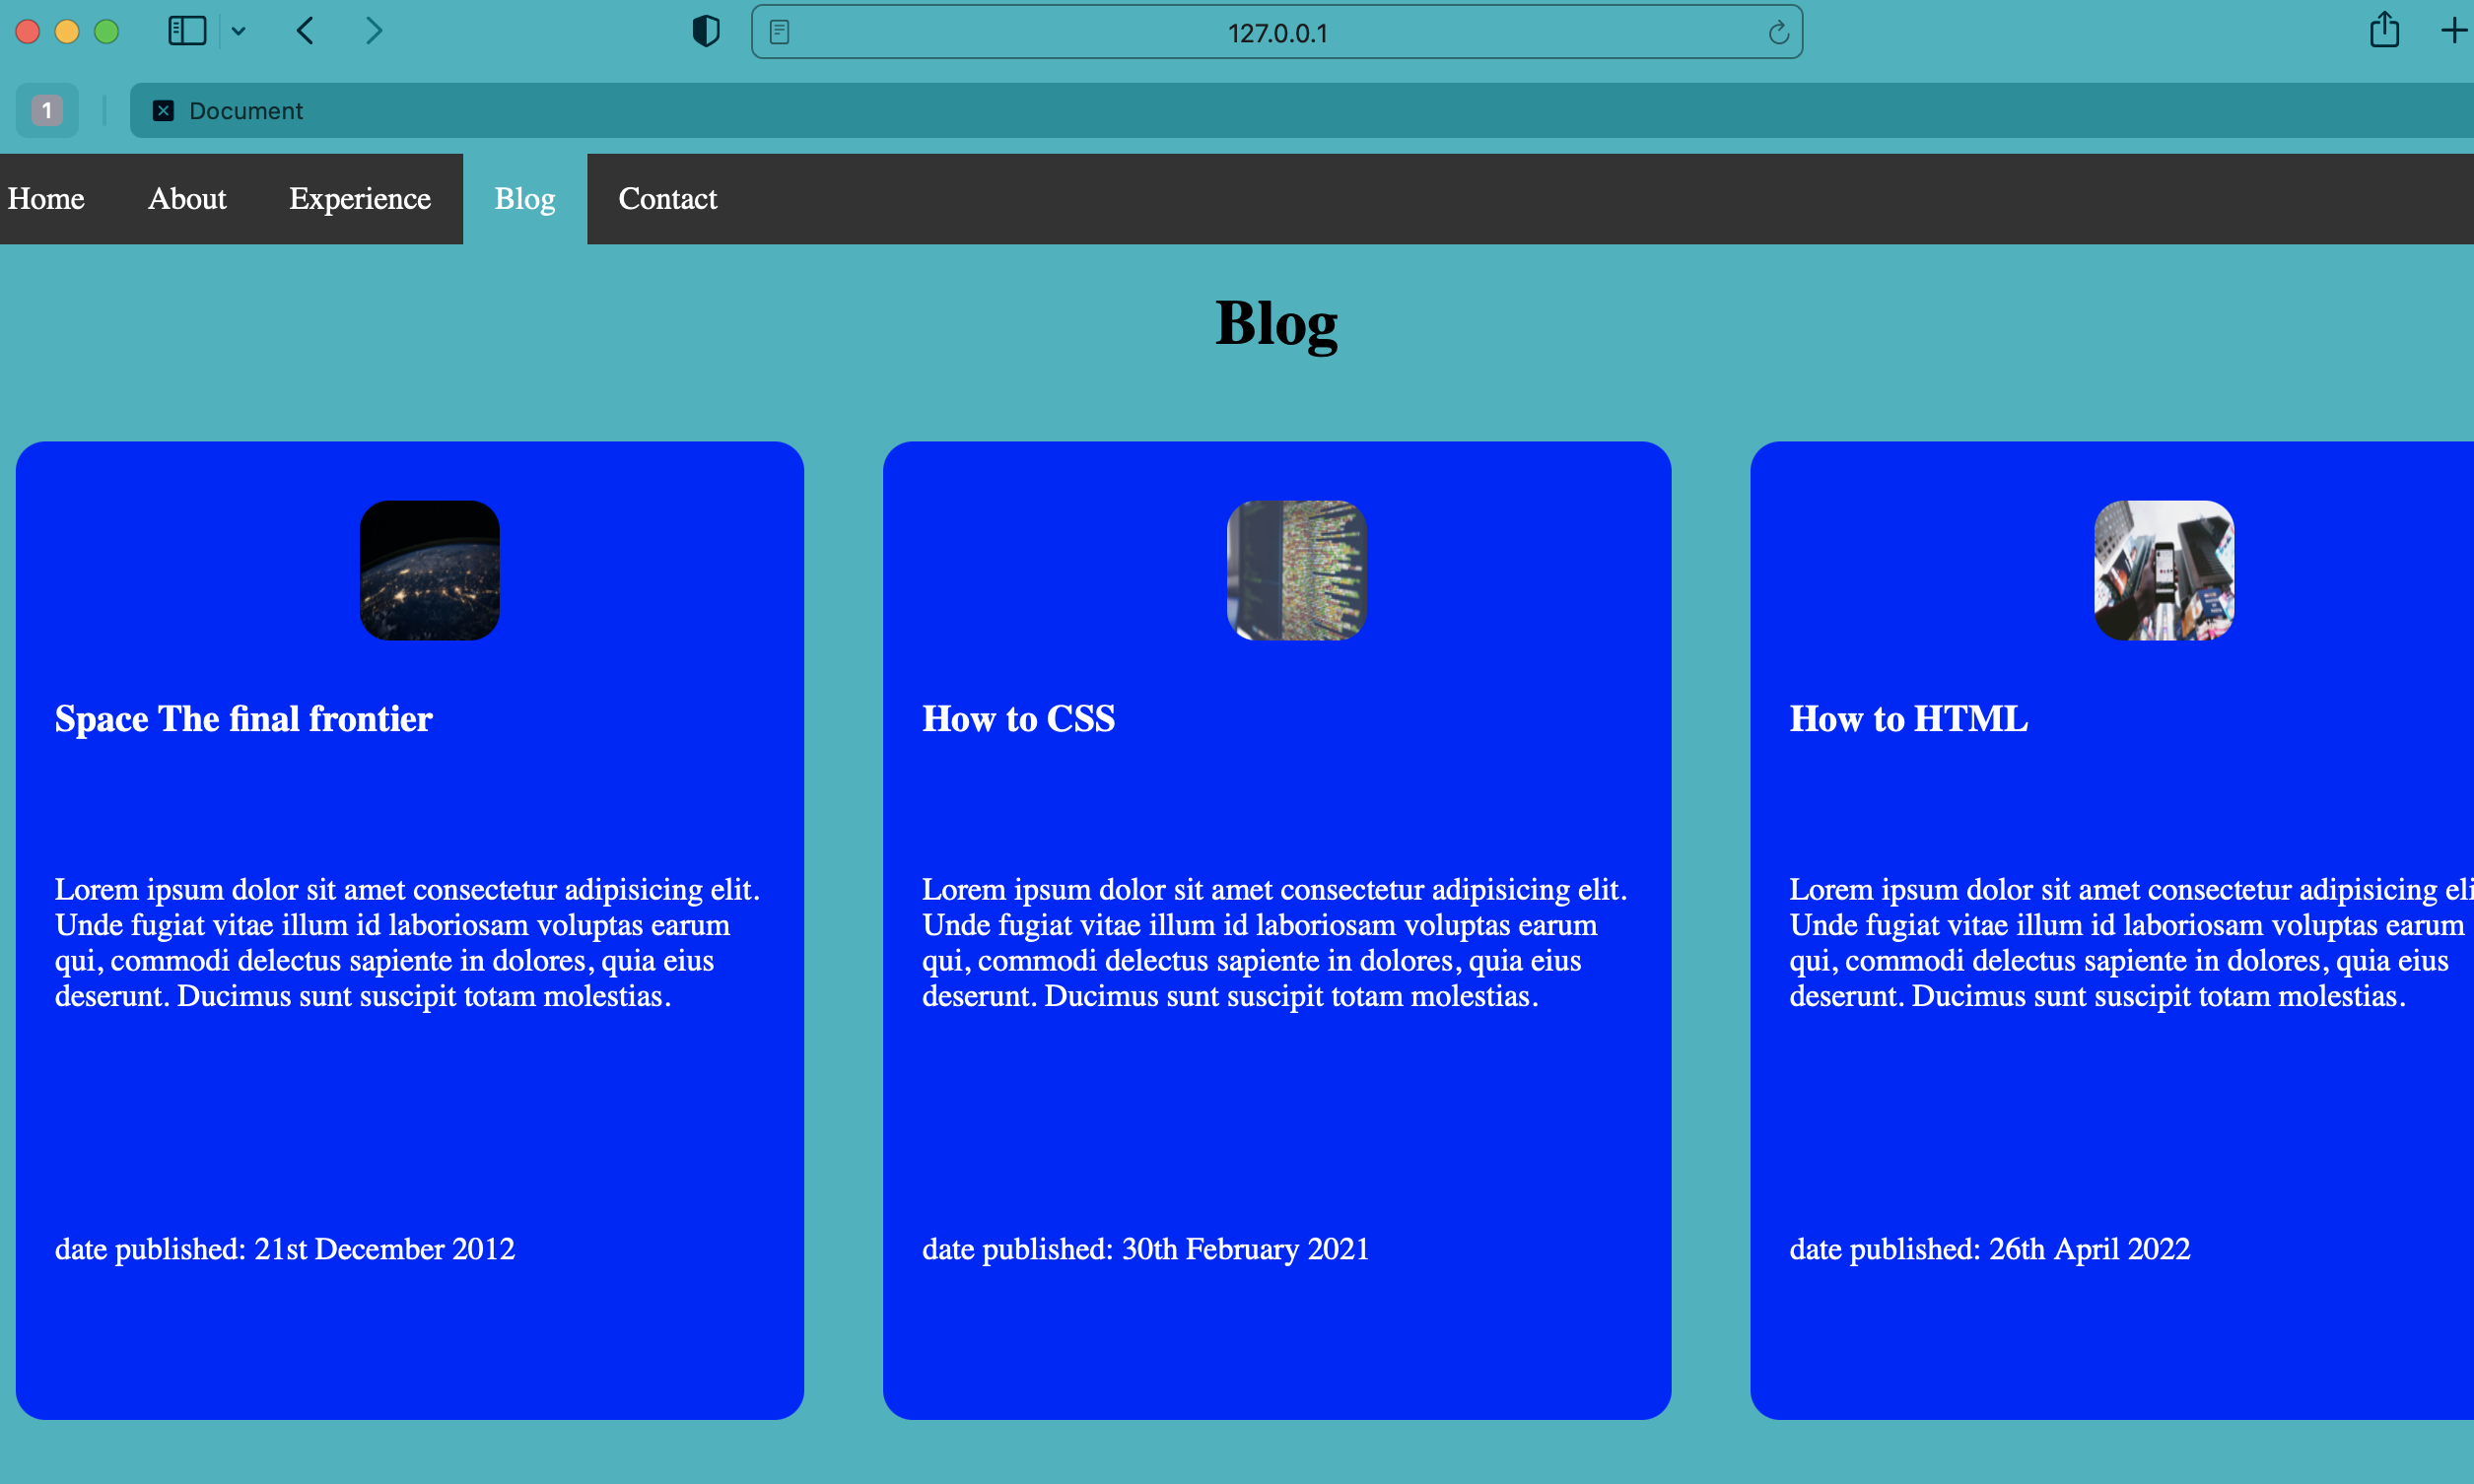 127.0.0.1
1
Document
Home About Experience Blog Contact
Blog
Space The final frontier
Lorem ipsum dolor sit amet consectetur adipisicing elit.
Unde fugiat vitae illum id laboriosam voluptas earum
qui, commodi delectus sapiente in dolores, quia eius
deserunt. Ducimus sunt suscipit totam molestias.
date published: 21st December 2012
How to CSS
Lorem ipsum dolor sit amet consectetur adipisicing elit.
Unde fugiat vitae illum id laboriosam voluptas earum
qui, commodi delectus sapiente in dolores, quia eius
deserunt. Ducimus sunt suscipit totam molestias.
date published: 30th February 2021
How to HTML
Lorem ipsum dolor sit amet consectetur adipisicing eli
Unde fugiat vitae illum id laboriosam voluptas earum
qui, commodi delectus sapiente in dolores, quia eius
deserunt. Ducimus sunt suscipit totam molestias.
date published: 26th April 2022